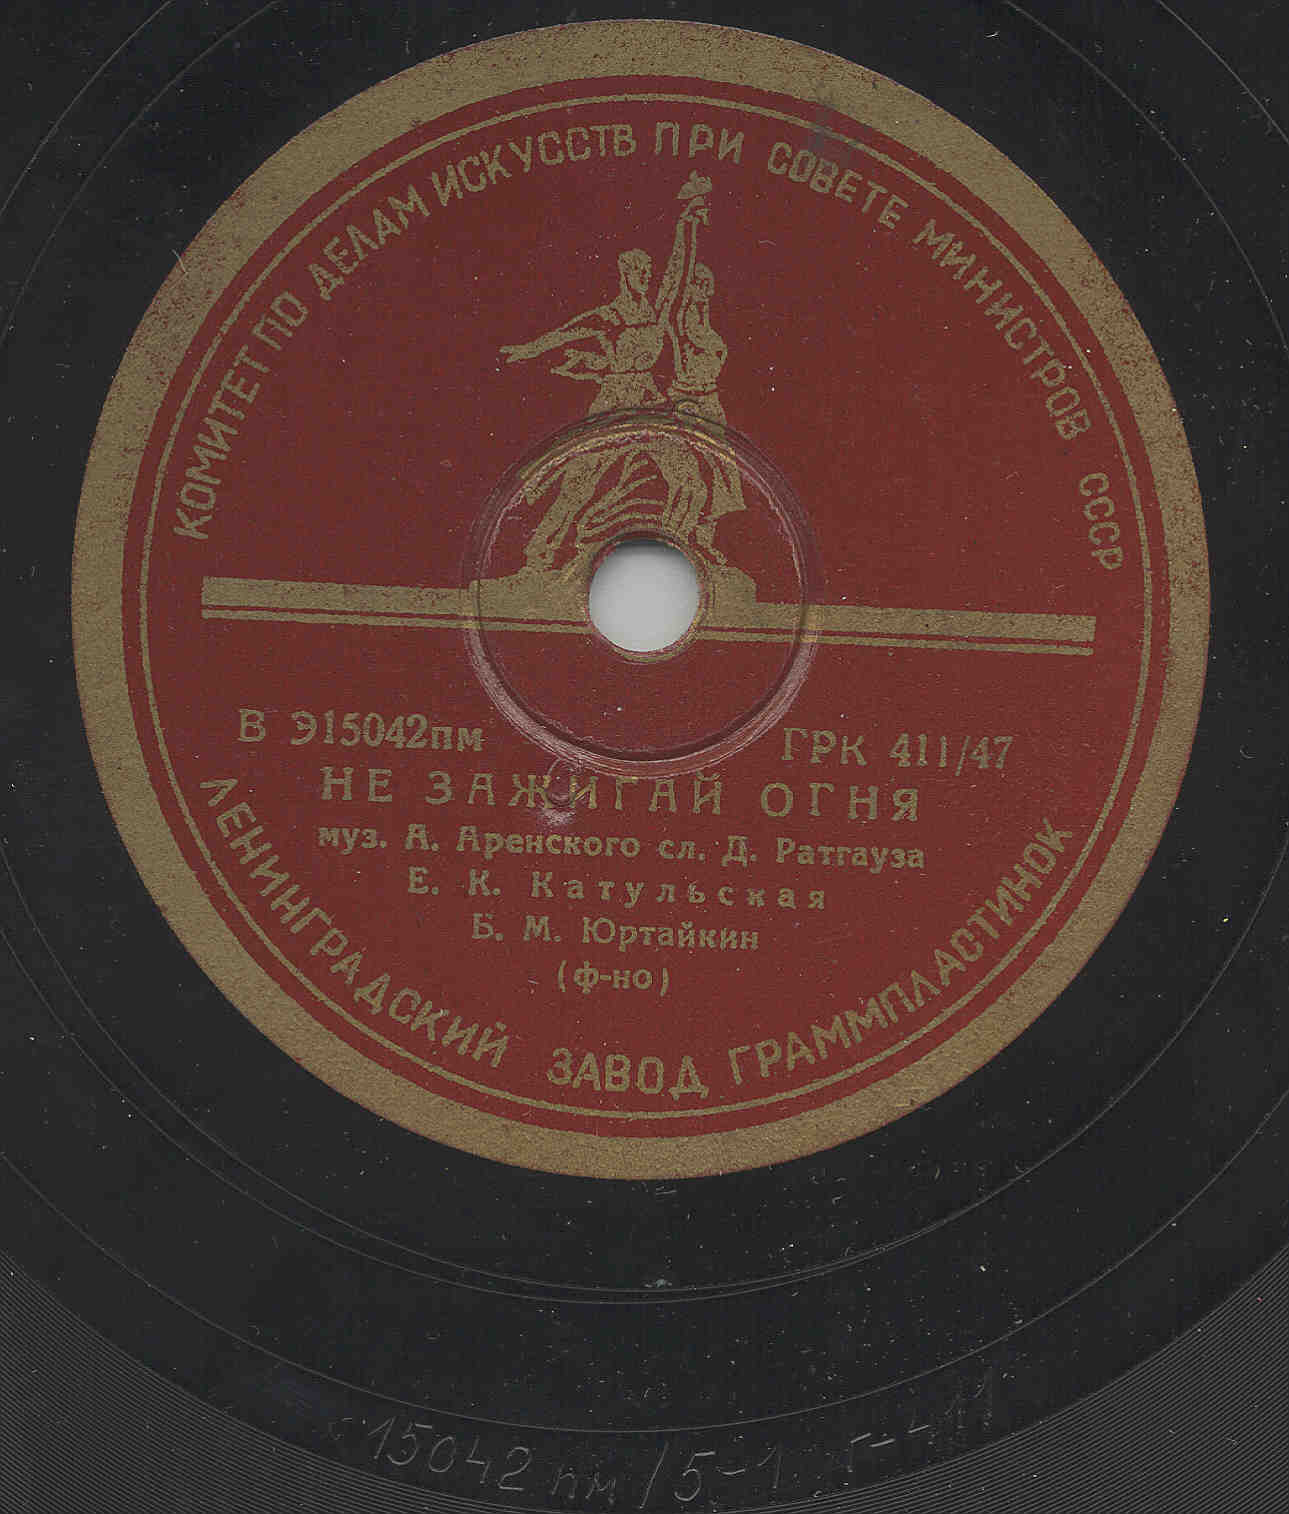 КОМИТЕТ ПО ДЕЛАМ ИСКУССТВ ПРИ СОВЕТЕ МИНИСТРОВ СССР
В Э15042пм ГРК 411/47
НЕ ЗАЖИГАЙ ОГНЯ
муз. А. Аренского сл. Д. Ратгауза
Е. К. Катульская
Б. М. Юртайкин
(ф-но)
ЛЕНИНГРАДСКИЙ ЗАВОД ГРАММПЛАСТИНОК
15042 пм/5-1